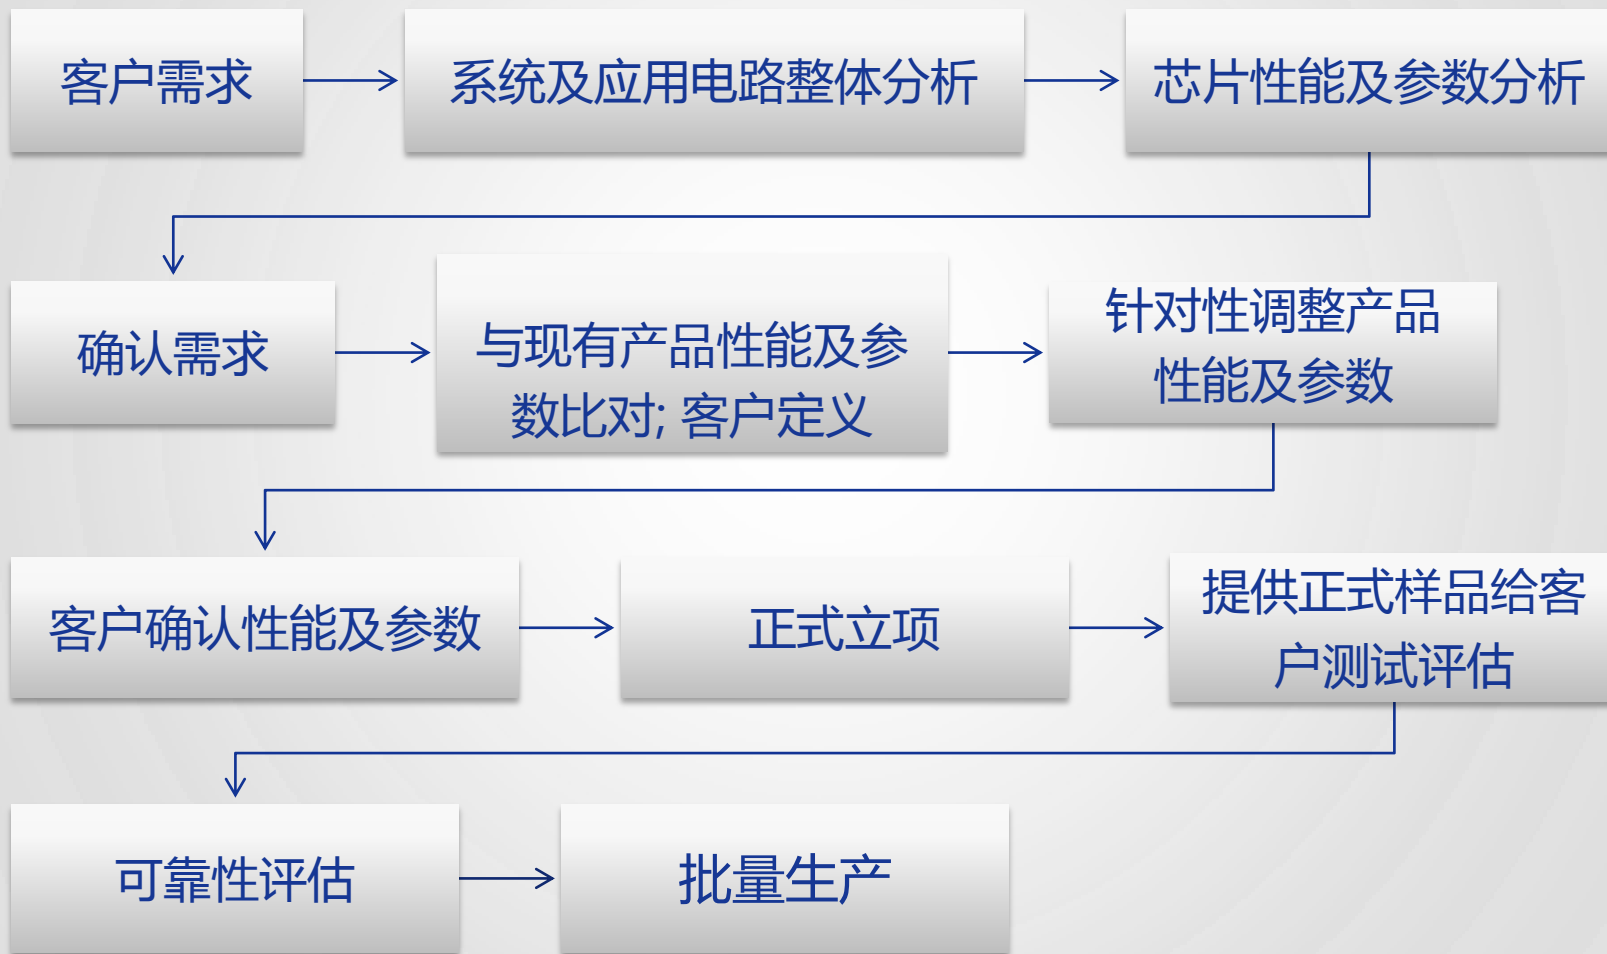 客户需求
系统及应用电路整体分析
芯片性能及参数分析
确认需求
与现有产品性能及参
数比对; 客户定义
针对性调整产品
性能及参数
客户确认性能及参数
正式立项
提供正式样品给客
户测试评估
可靠性评估
批量生产